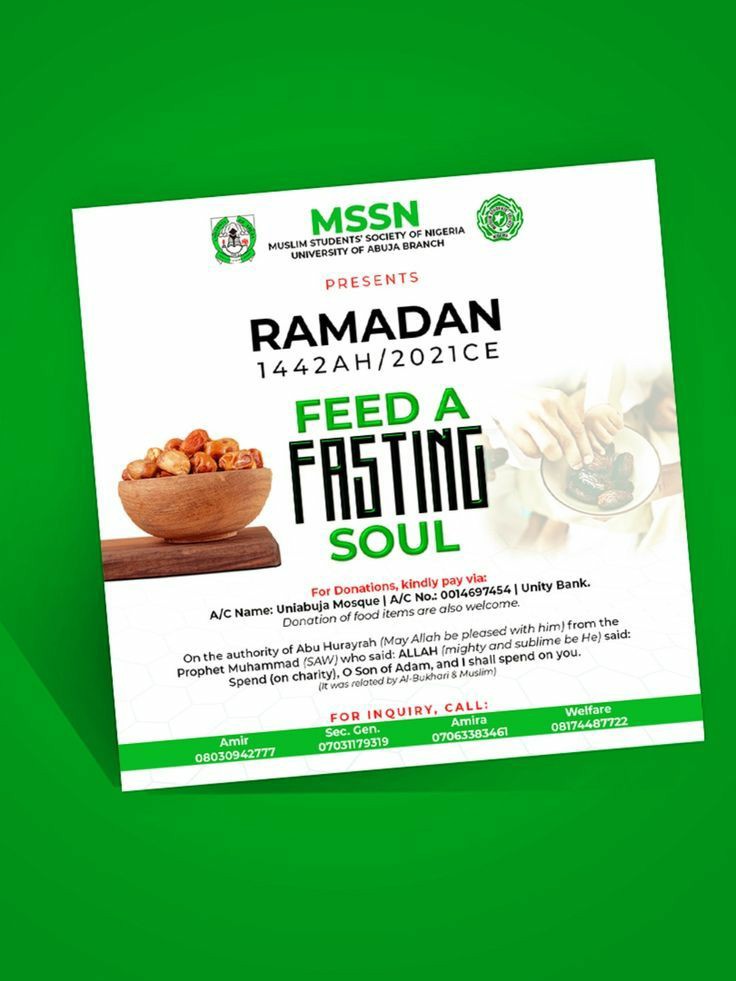 MSSN
MUSLIM STUDENTS' SOCIETY OF NIGERIA
UNIVERSITY OF ABUJA BRANCH
PRESENTS
RAMADAN
1442AH/2021CE
FEED A
FASTING
SOUL
For Donations, kindly pay via:
A/C Name: Uniabuja Mosque | A/C No.: 0014697454 | Unity Bank.
Donation of food items are also welcome.
On the authority of Abu Hurayrah (May Allah be pleased with him) from the
Prophet Muhammad (SAW) who said: ALLAH (mighty and sublime be He) said:
Spend (on charity), O Son of Adam, and I shall spend on you.
(It was related by Al-Bukhari & Muslim)
FOR INQUIRY, CALL:
Amir
08030942777
Sec. Gen.
07031179319
Amira
07063383461
Welfare
08174487722